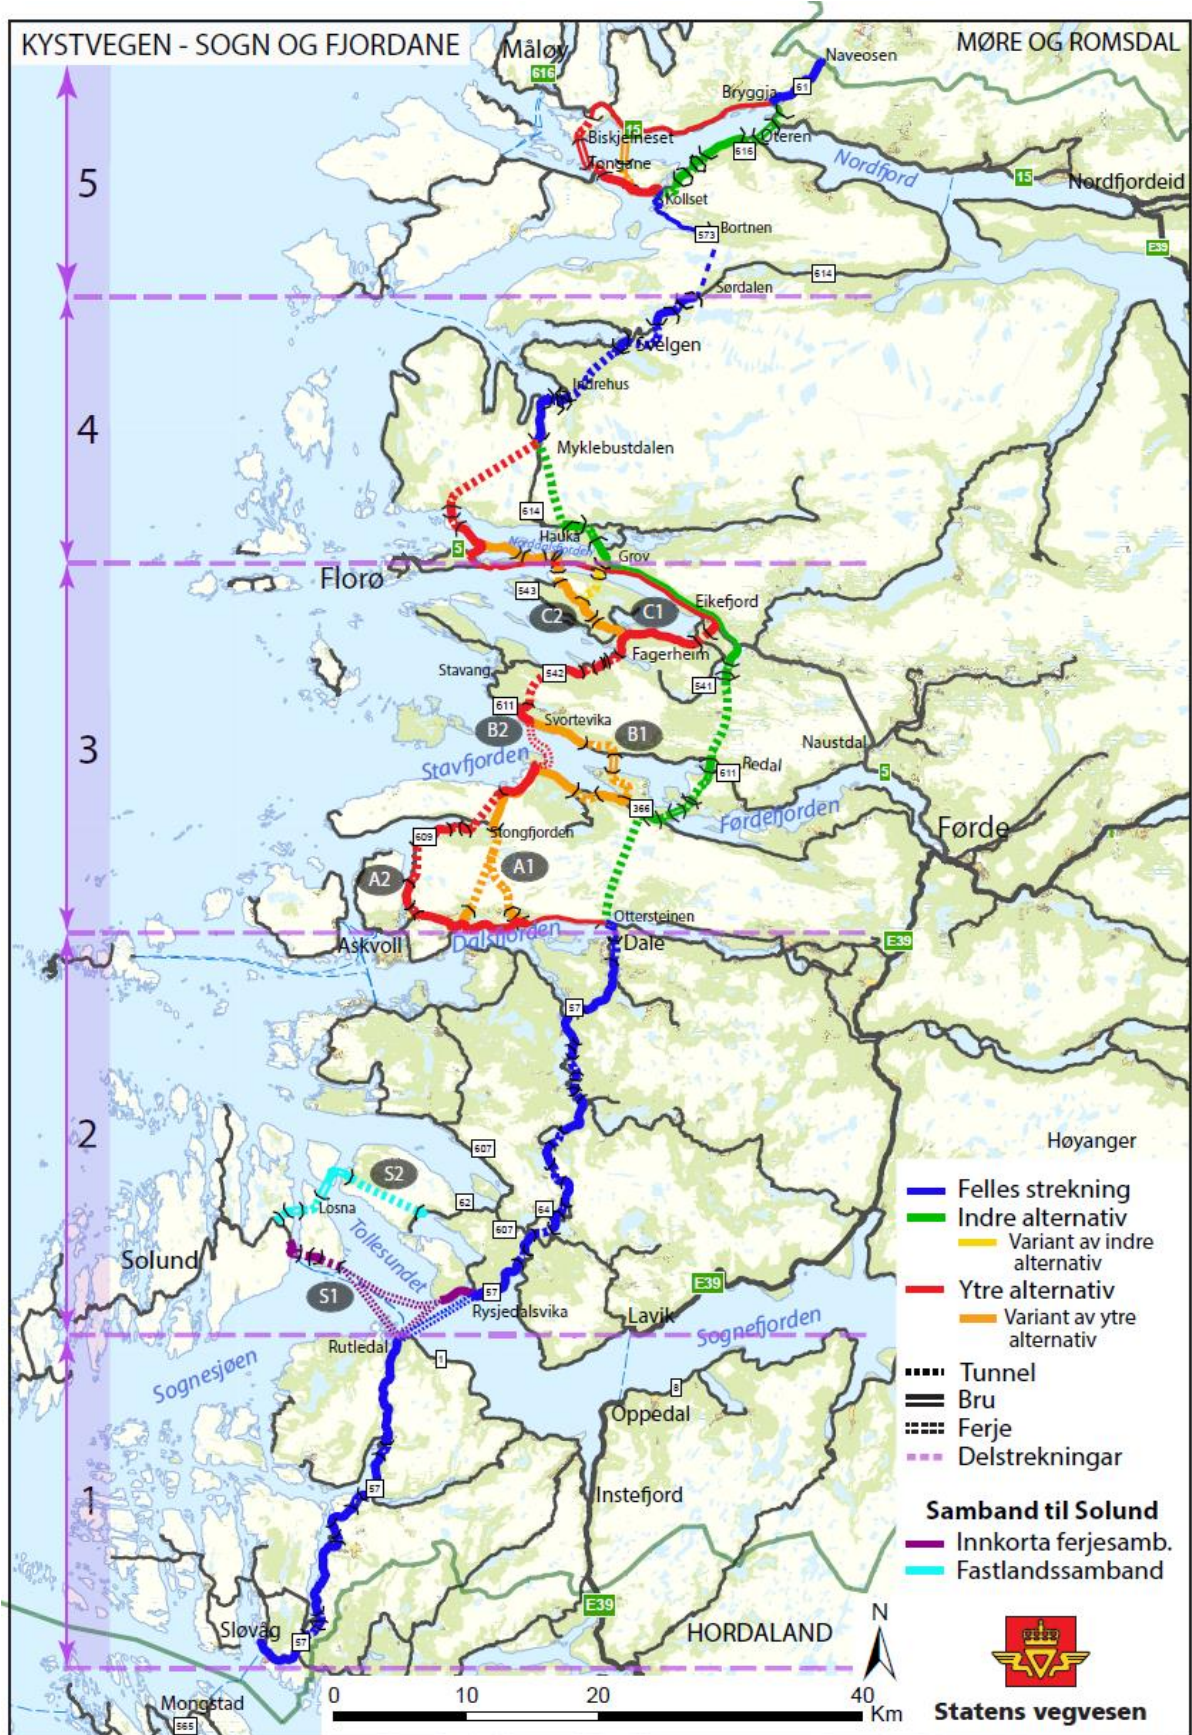 KYSTVEGEN - SOGN OG FJORDANE
MØRE OG ROMSDAL
Måløy
616
Naveosen
61
Bryggja
15
Biskjelneset
Oteren
616
Tongane
Nordfjord
15
Nordfjordeid
5
Kollset
573
Bortnen
E39
614
Sørdalen
Svelgen
Indrehus
4
Myklebustdalen
614
Hauka
5
Norddalsfjorden
Grov
Florø
543
C2
C1
Eikefjord
Fagerheim
Stavang
542
541
611
Svortevika
B2
B1
Naustdal
3
Stavfjorden
Redal
611
5
366
Førdefjorden
Førde
609
Stongfjorden
A1
A2
Ottersteinen
Askvoll
Dalsfjorden
Dale
E39
57
2
607
Høyanger
S2
62
Losna
64
607
Tollesundet
Solund
E39
S1
57
Rysjedalsvika
Lavik
Sognefjorden
Rutledal
1
Sognesjøen
8
Oppedal
57
Instefjord
1
E39
Sløvåg
57
HORDALAND
N
Mongstad
565
0 10 20 40
Km
Felles strekning
Indre alternativ
Variant av indre
alternativ
Ytre alternativ
Variant av ytre
alternativ
Tunnel
Bru
Ferje
Delstrekningar
Samband til Solund
Innkorta ferjesamb.
Fastlandssamband
Statens vegvesen